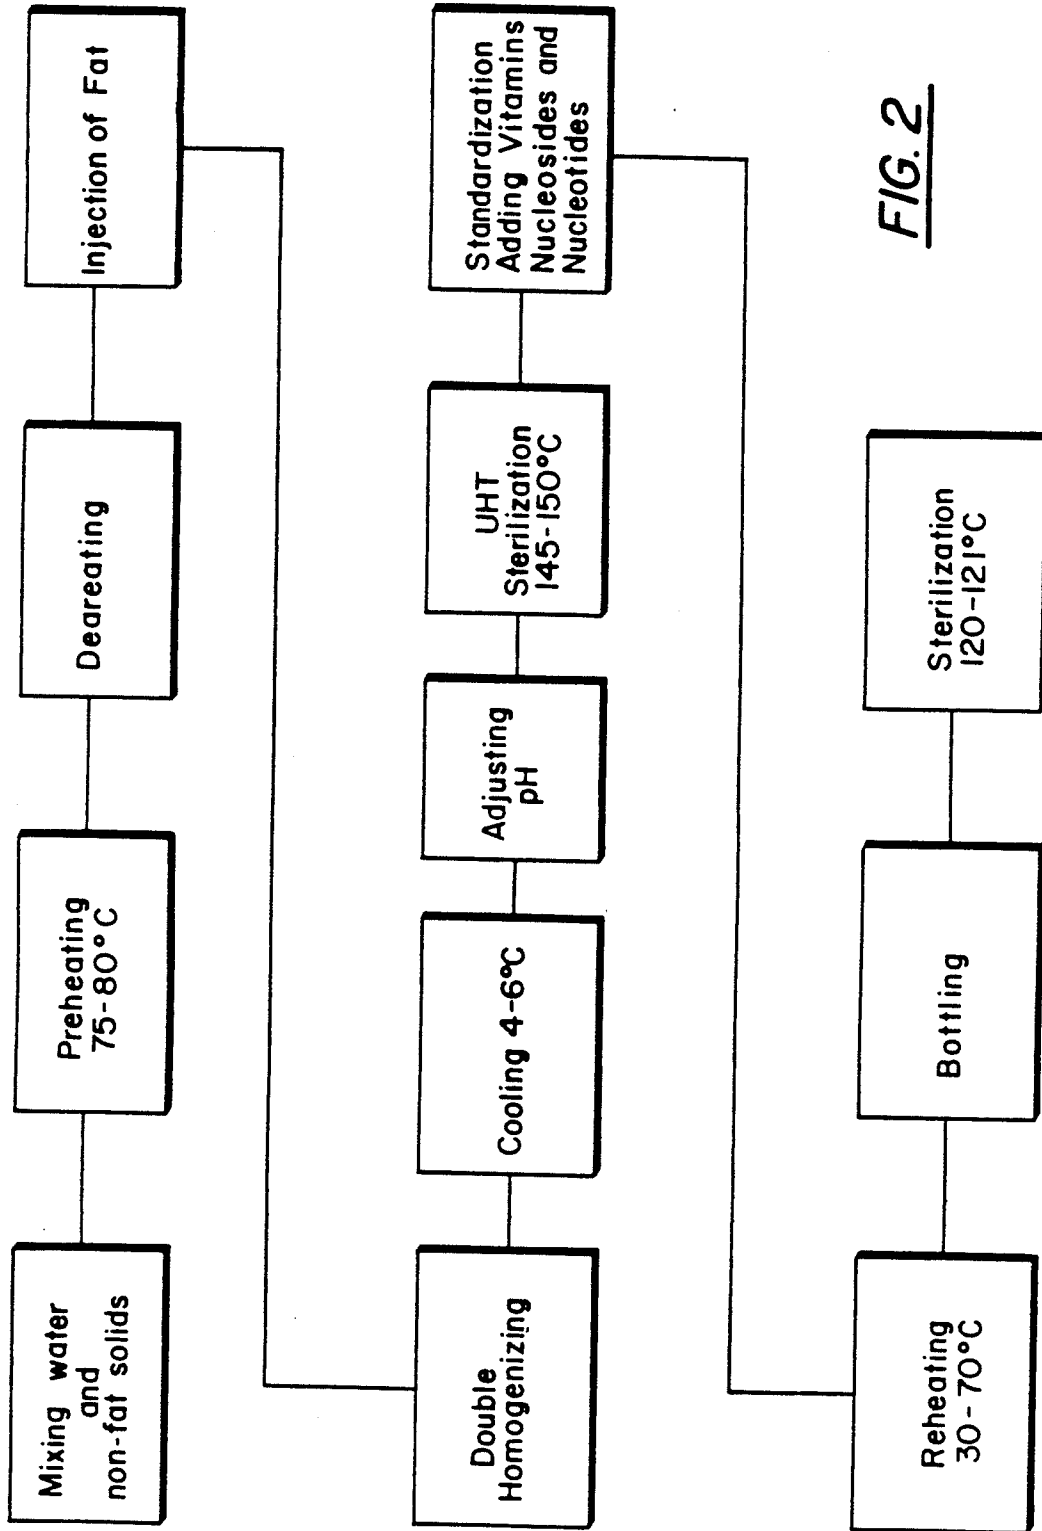 Mixing water
and
non-fat solids
Preheating
75-80°C
Deareating
Injection of Fat
Double
Homogenizing
Cooling 4-6°C
Adjusting
pH
UHT
Sterilization
145-150°C
Standardization
Adding Vitamins
Nucleosides and
Nucleotides
Reheating
30-70°C
Bottling
Sterilization
120-121°C
FIG. 2